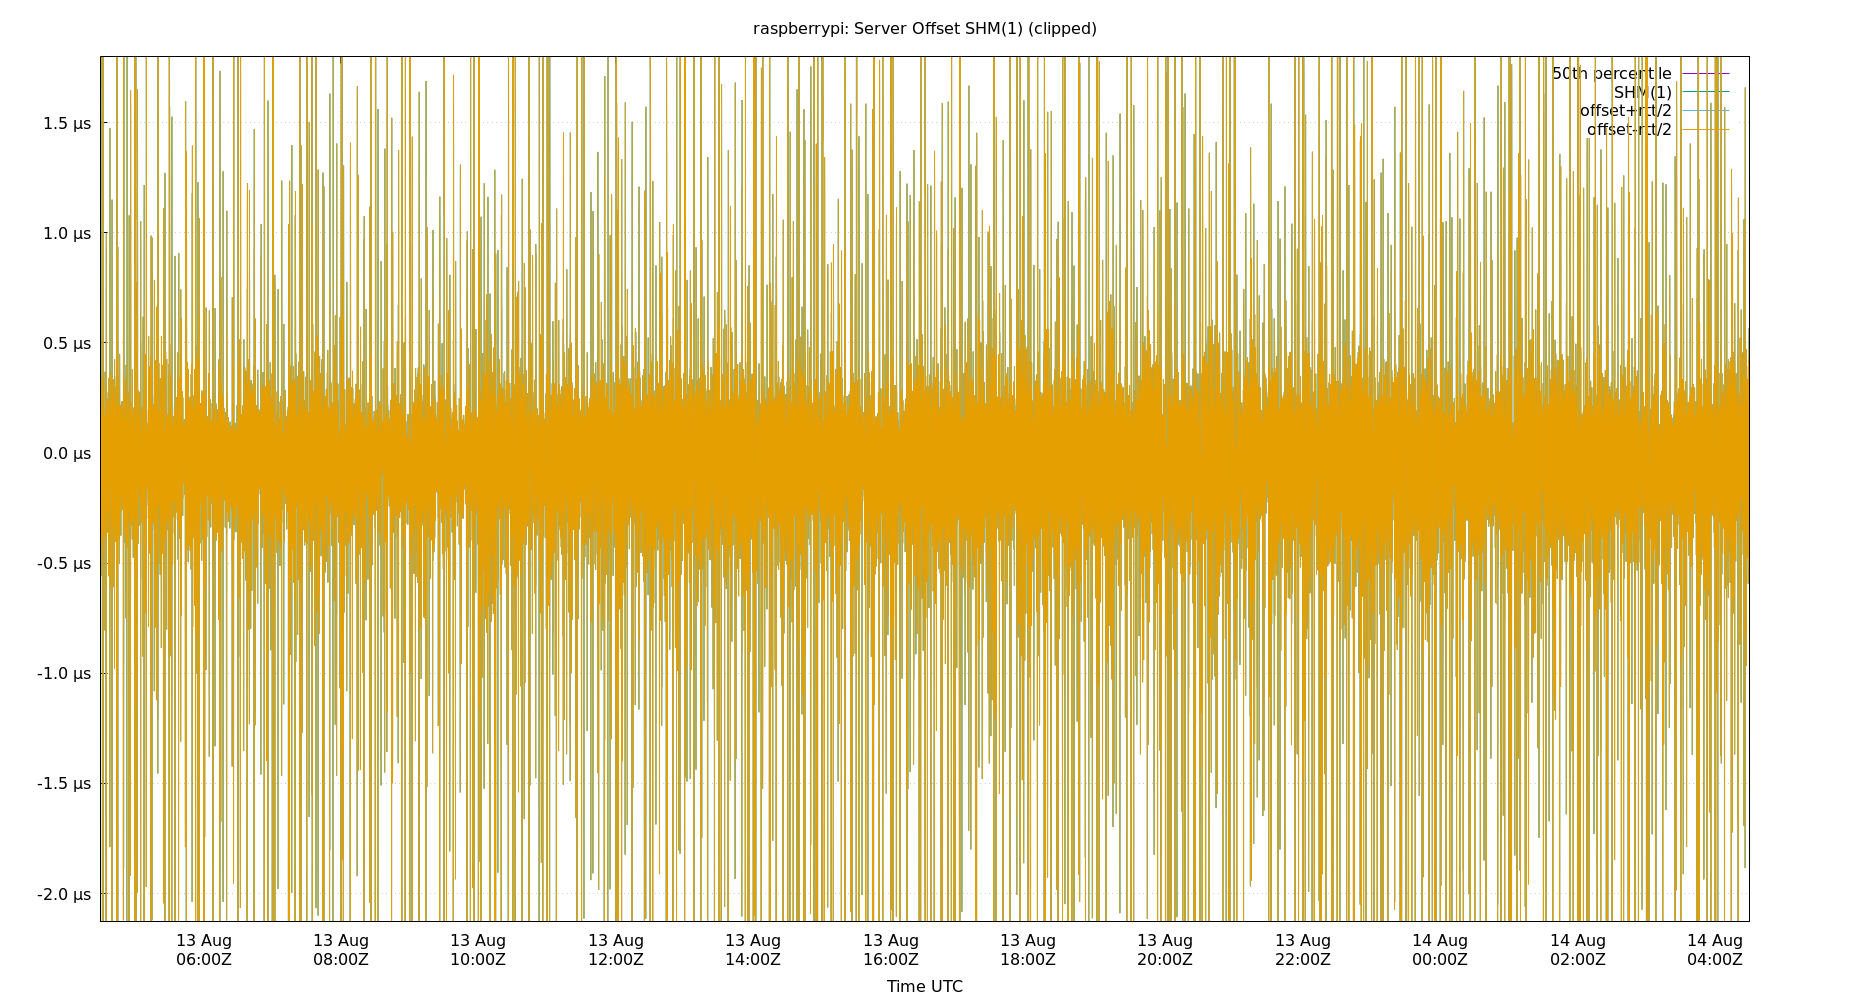 raspberrypi: Server Offset SHM(1) (clipped)
50th percentile
SHM(1)
offset+rtt/2
offset-rtt/2
1.5 µs
1.0 µs
0.5 µs
0.0 µs
-0.5 µs
-1.0 µs
-1.5 µs
-2.0 µs
13 Aug 13 Aug 13 Aug 13 Aug 13 Aug 13 Aug 13 Aug 13 Aug 13 Aug 14 Aug 14 Aug 14 Aug
06:00Z 08:00Z 10:00Z 12:00Z 14:00Z 16:00Z 18:00Z 20:00Z 22:00Z 00:00Z 02:00Z 04:00Z
Time UTC